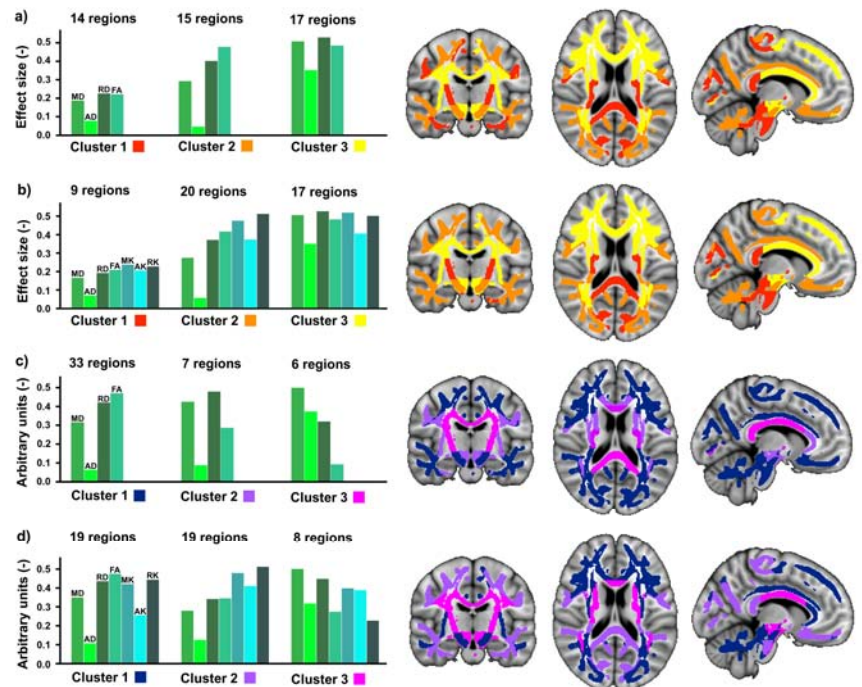 a) 14 regions 15 regions 17 regions
Effect size (-)
0.5
0.4
0.3
0.2
0.1
0.0
MD AD RD FA
Cluster 1 Cluster 2 Cluster 3
b) 9 regions 20 regions 17 regions
Effect size (-)
0.5
0.4
0.3
0.2
0.1
0.0
MD AD RD FA MK AK RK
Cluster 1 Cluster 2 Cluster 3
c) 33 regions 7 regions 6 regions
Arbitrary units (-)
0.5
0.4
0.3
0.2
0.1
0.0
MD AD RD FA
Cluster 1 Cluster 2 Cluster 3
d) 19 regions 19 regions 8 regions
Arbitrary units (-)
0.5
0.4
0.3
0.2
0.1
0.0
MD AD RD FA MK AK RK
Cluster 1 Cluster 2 Cluster 3